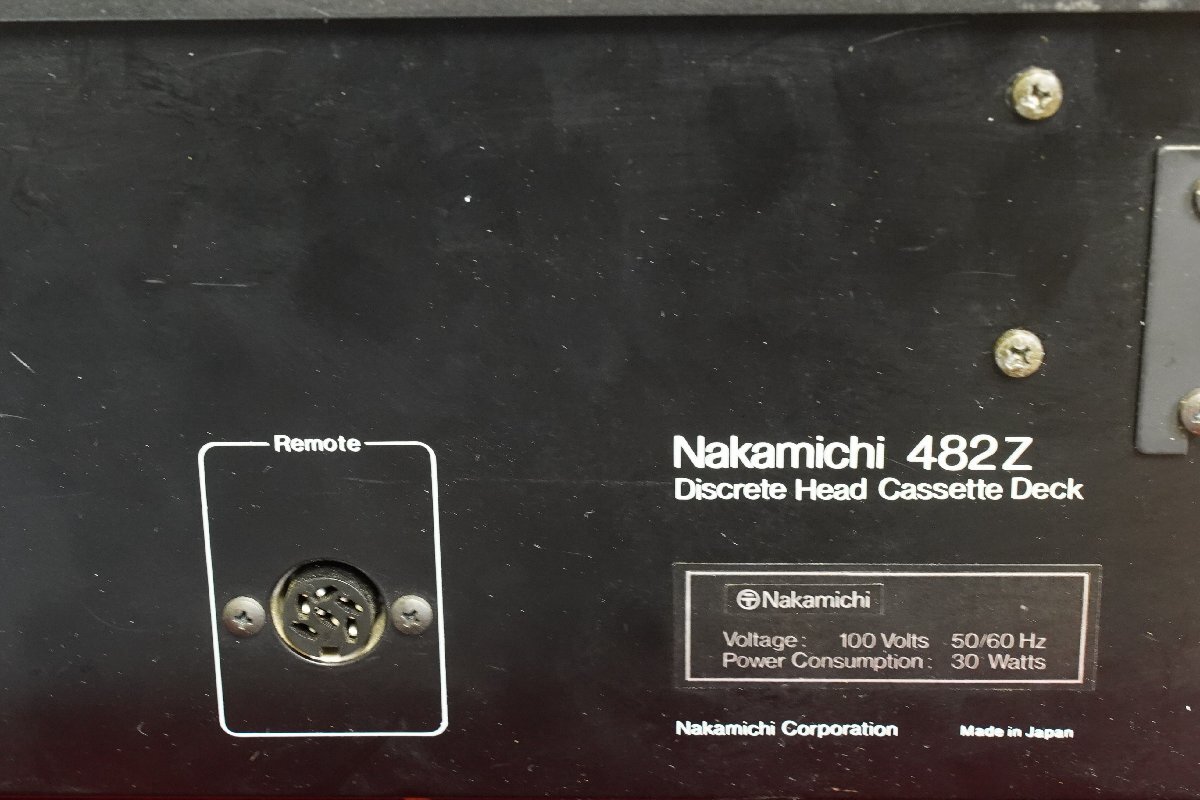 Remote
Nakamichi 482Z
Discrete Head Cassette Deck
Nakamichi
Voltage: 100 Volts 50/60 Hz
Power Consumption: 30 Watts
Nakamichi Corporation Made in Japan